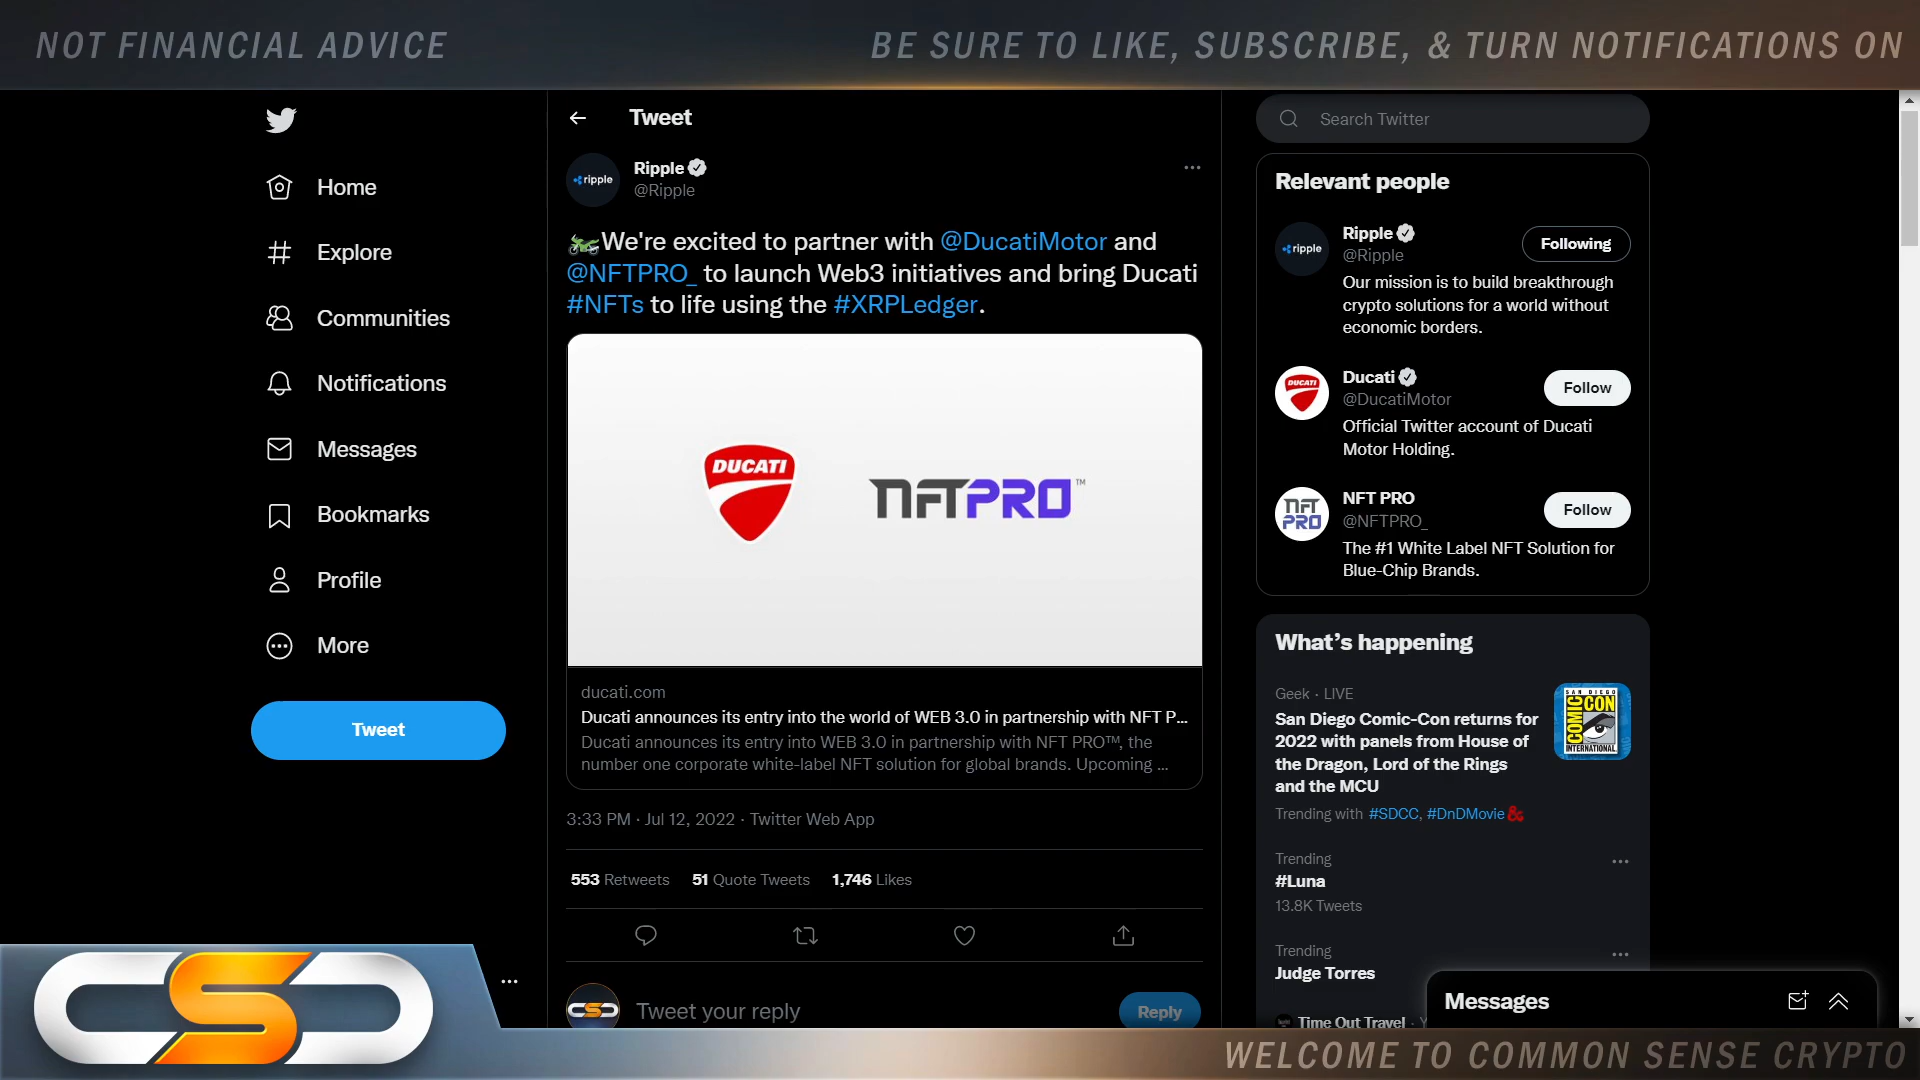 NOT FINANCIAL ADVICE
BE SURE TO LIKE, SUBSCRIBE, & TURN NOTIFICATIONS ON
Home
Explore
Communities
Notifications
Messages
Bookmarks
Profile
More
Tweet
Tweet
ripple
Ripple
@Ripple
We're excited to partner with @DucatiMotor and
@NFTPRO_ to launch Web3 initiatives and bring Ducati
#NFTs to life using the #XRPLedger.
DUCATI
NFTPRO™
ducati.com
Ducati announces its entry into the world of WEB 3.0 in partnership with NFT P...
Ducati announces its entry into WEB 3.0 in partnership with NFT PRO™, the
number one corporate white-label NFT solution for global brands. Upcoming ...
3:33 PM · Jul 12, 2022 · Twitter Web App
553 Retweets 51 Quote Tweets 1,746 Likes
CSC
Tweet your reply
Reply
Search Twitter
Relevant people
ripple
Ripple
@Ripple
Following
Our mission is to build breakthrough
crypto solutions for a world without
economic borders.
DUCATI
Ducati
@DucatiMotor
Follow
Official Twitter account of Ducati
Motor Holding.
NFT
PRO
NFT PRO
@NFTPRO_
Follow
The #1 White Label NFT Solution for
Blue-Chip Brands.
What's happening
Geek · LIVE
San Diego Comic-Con returns for
2022 with panels from House of
the Dragon, Lord of the Rings
and the MCU
SAN DIEGO
COMIC CON
INTERNATIONAL
Trending with #SDCC, #DnDMovie
Trending
#Luna
13.8K Tweets
Trending
Judge Torres
Time Out Travel ·
Messages
CSC
WELCOME TO COMMON SENSE CRYPTO